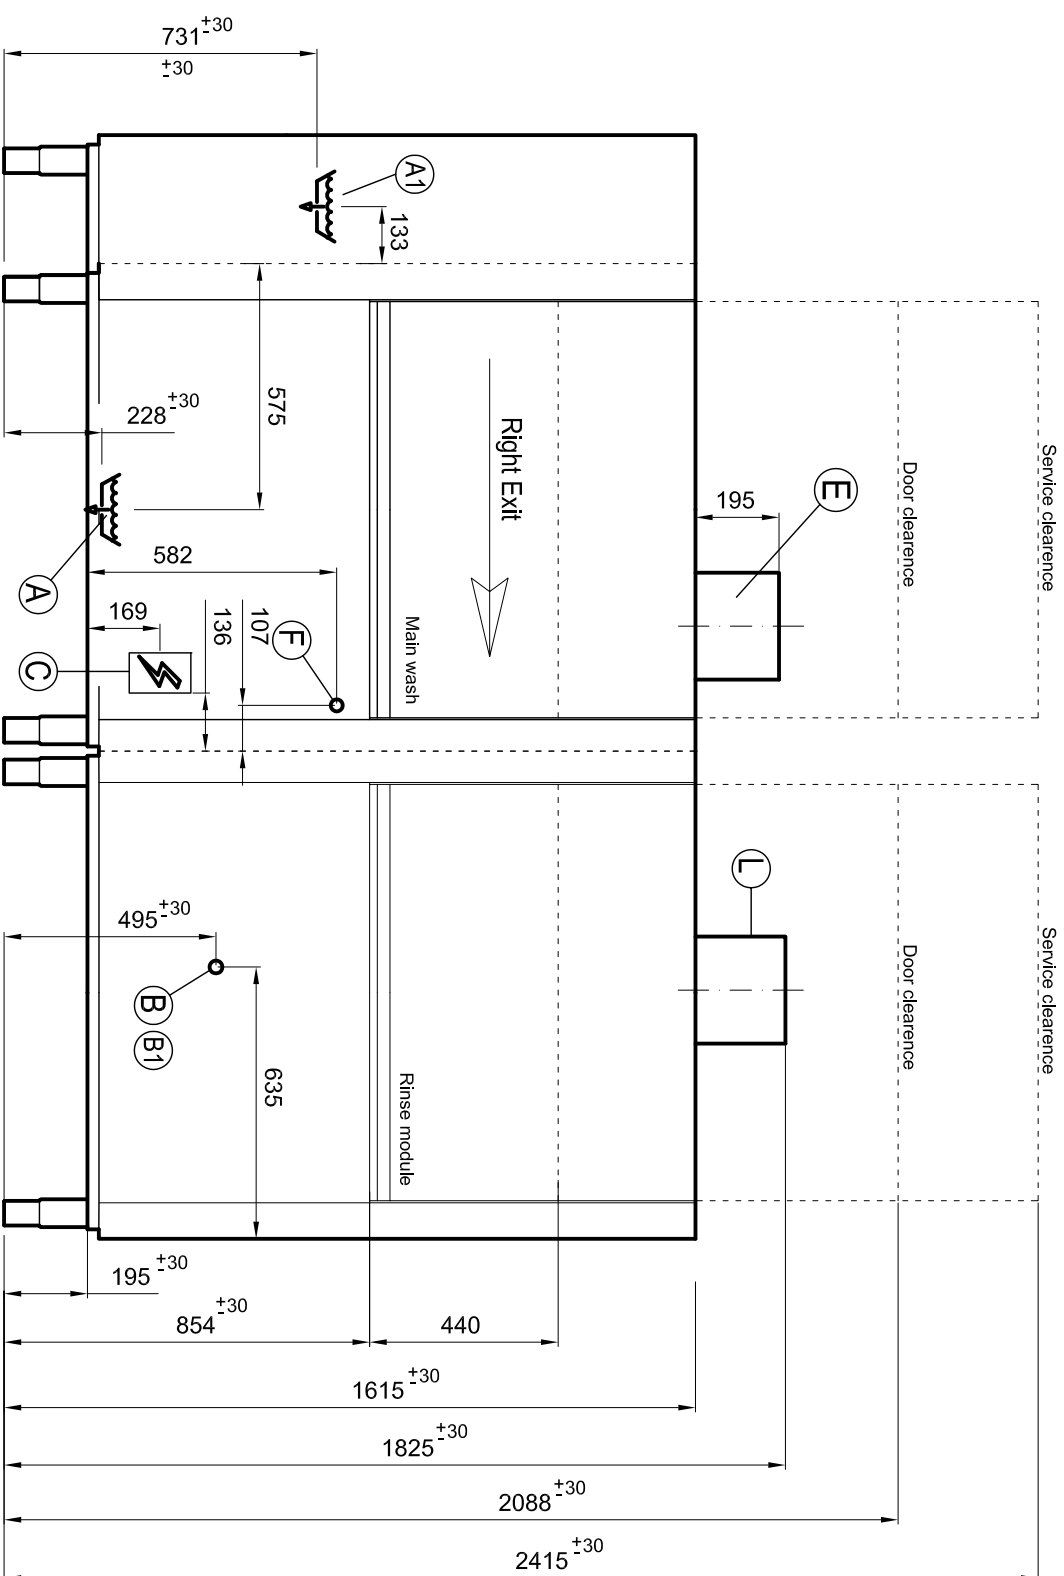 731 +30
±30
A1
133
575
228 ±30
A
Right Exit
Main wash
582
169
C
136
107
F
E
195
Door clearence
Service clearence
495 ±30
B
B1
635
Rinse module
L
Door clearence
Service clearence
195 ±30
854 ±30
440
1615 ±30
1825 ±30
2088 ±30
2415 ±30